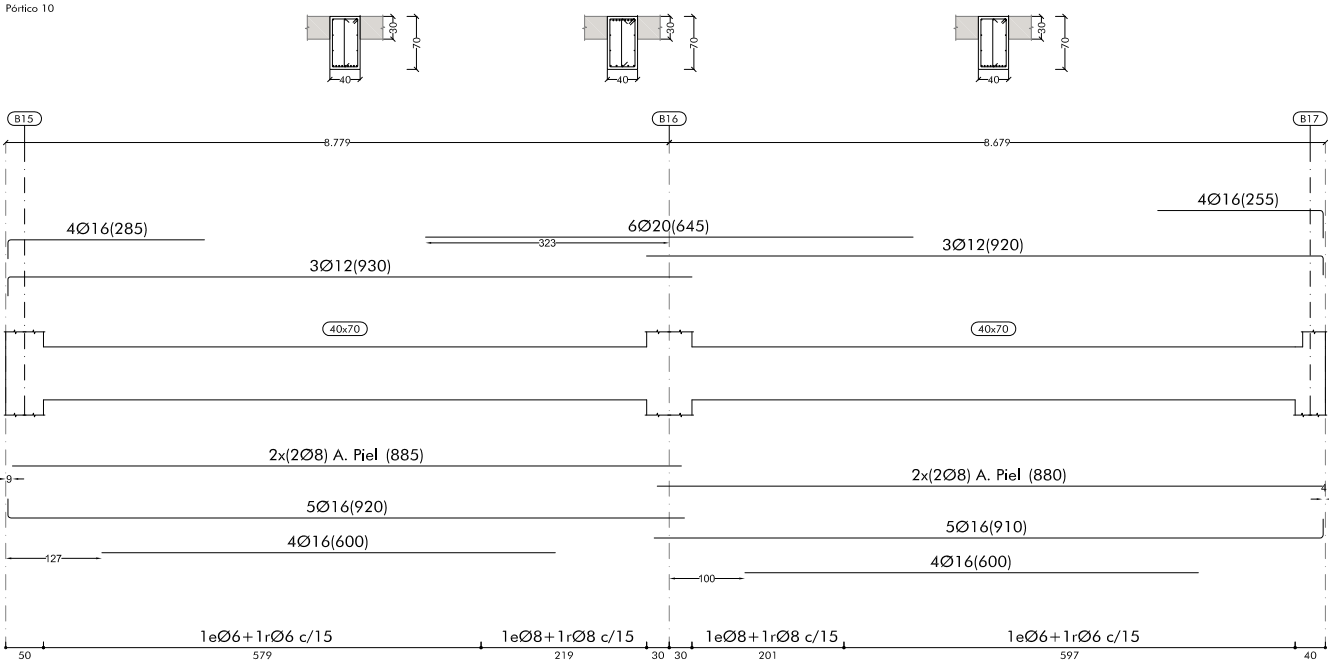 Pórtico 10
30 70 30 70 30 70
40 40 40
B15 B16 B17
8.779 8.679
4Ø16(255)
4Ø16(285) 6Ø20(645)
323 3Ø12(920)
3Ø12(930)
40x70 40x70
2x(2Ø8) A. Piel (885)
9 2x(2Ø8) A. Piel (880)
4
5Ø16(920)
5Ø16(910)
4Ø16(600)
127 4Ø16(600)
100
1eØ6+1rØ6 c/15 1eØ8+1rØ8 c/15 1eØ8+1rØ8 c/15 1eØ6+1rØ6 c/15
50 579 219 30 30 201 597 40